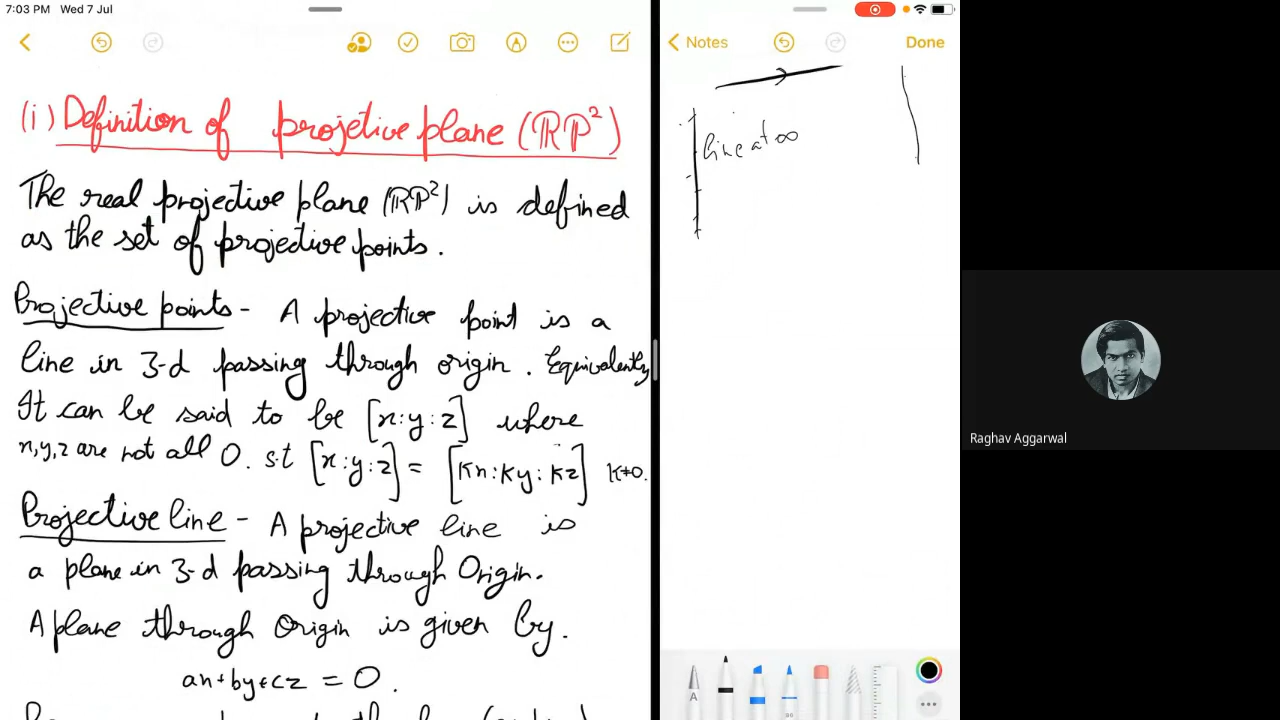 7:03 PM Wed 7 Jul
Notes
Done
(i) Definition of projetive plane (ℝℙ²)
The real projective plane (ℝℙ²) is defined
as the set of projective points.
Projective points - A projective point is a
line in 3-d passing through origin. Equivalently
It can be said to be [x:y:z] where
x,y,z are not all 0. s.t [x:y:z] = [kx:ky:kz] k≠0.
Projective line - A projective line is
a plane in 3-d passing through Origin.
A plane through Origin is given by.
ax+by+cz = 0.
line at ∞
Raghav Aggarwal